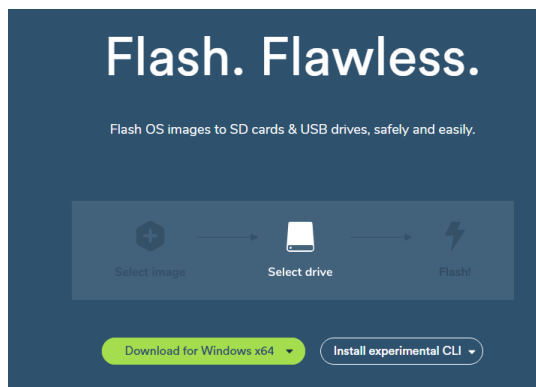 Flash. Flawless.
Flash OS images to SD cards & USB drives, safely and easily.
Select image
Select drive
Flash!
Download for Windows x64
Install experimental CLI